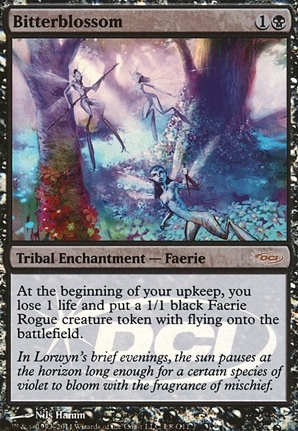 Bitterblossom 1
Tribal Enchantment — Faerie
DCI
At the beginning of your upkeep, you
lose 1 life and put a 1/1 black Faerie
Rogue creature token with flying onto the
battlefield.
In Lorwyn's brief evenings, the sun pauses at
the horizon long enough for a certain species of
violet to bloom with the fragrance of mischief.
DCI
Nils Hamm